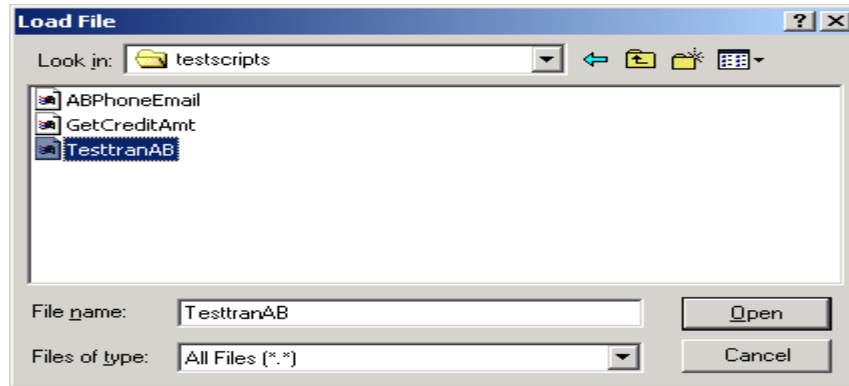 Load File
Look in: testscripts
ABPhoneEmail
GetCreditAmt
TesttranAB
File name: TesttranAB Open
Files of type: All Files (*.*) Cancel